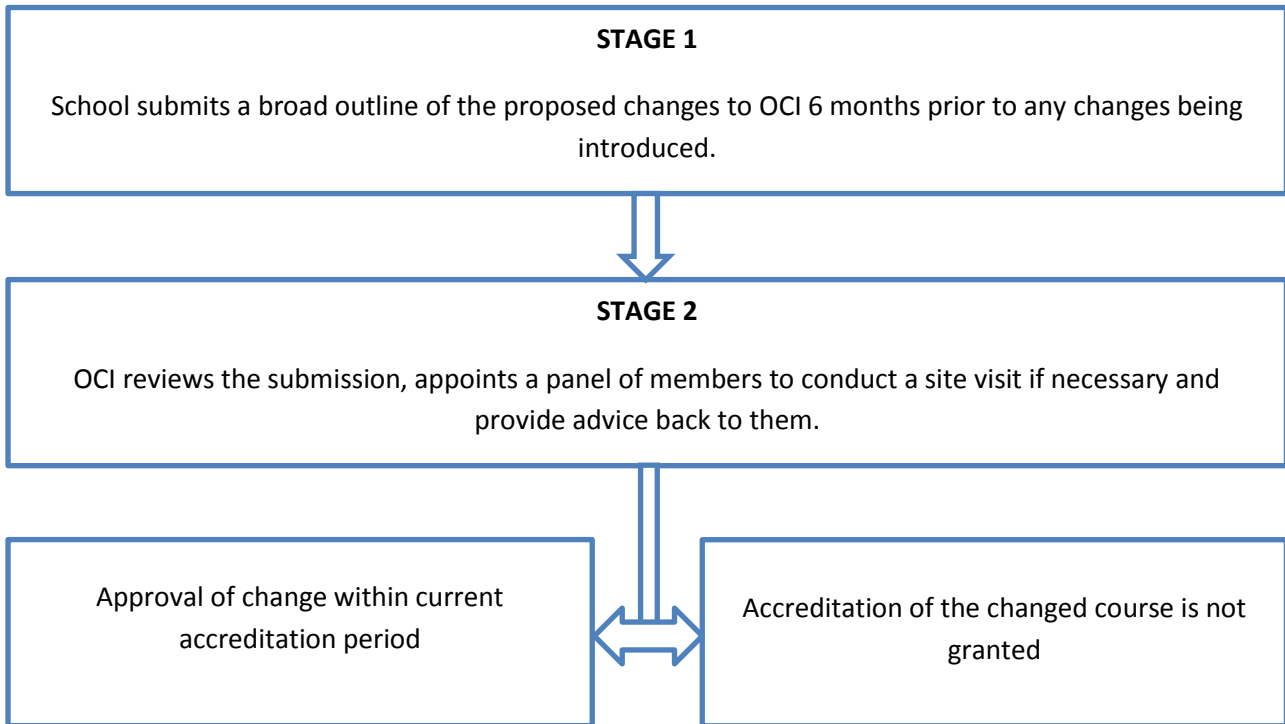 STAGE 1
School submits a broad outline of the proposed changes to OCI 6 months prior to any changes being
introduced.
STAGE 2
OCI reviews the submission, appoints a panel of members to conduct a site visit if necessary and
provide advice back to them.
Approval of change within current
accreditation period
Accreditation of the changed course is not
granted